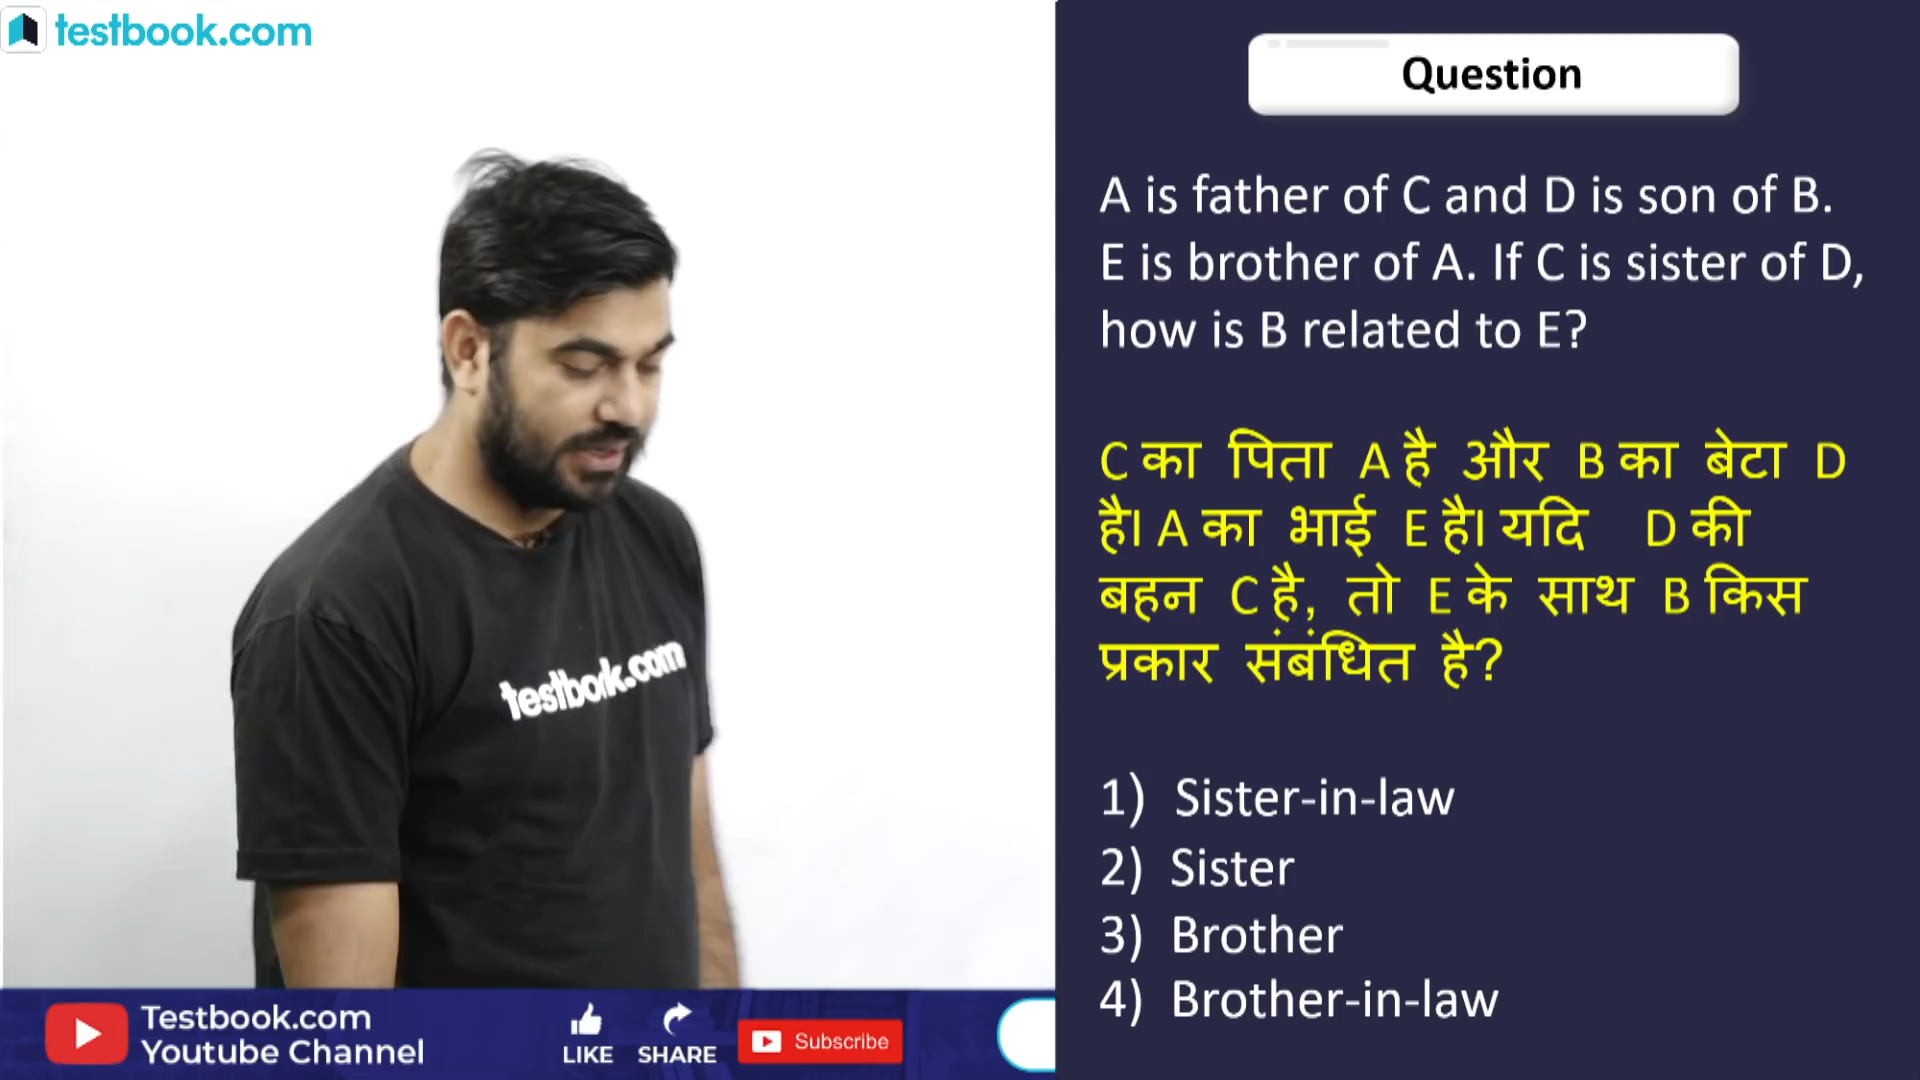 testbook.com
Question
A is father of C and D is son of B.
E is brother of A. If C is sister of D,
how is B related to E?
C का पिता A है और B का बेटा D
है। A का भाई E है। यदि D की
बहन C है, तो E के साथ B किस
प्रकार संबंधित है?
1) Sister-in-law
2) Sister
3) Brother
4) Brother-in-law
testbook.com
Testbook.com
Youtube Channel
LIKE
SHARE
Subscribe